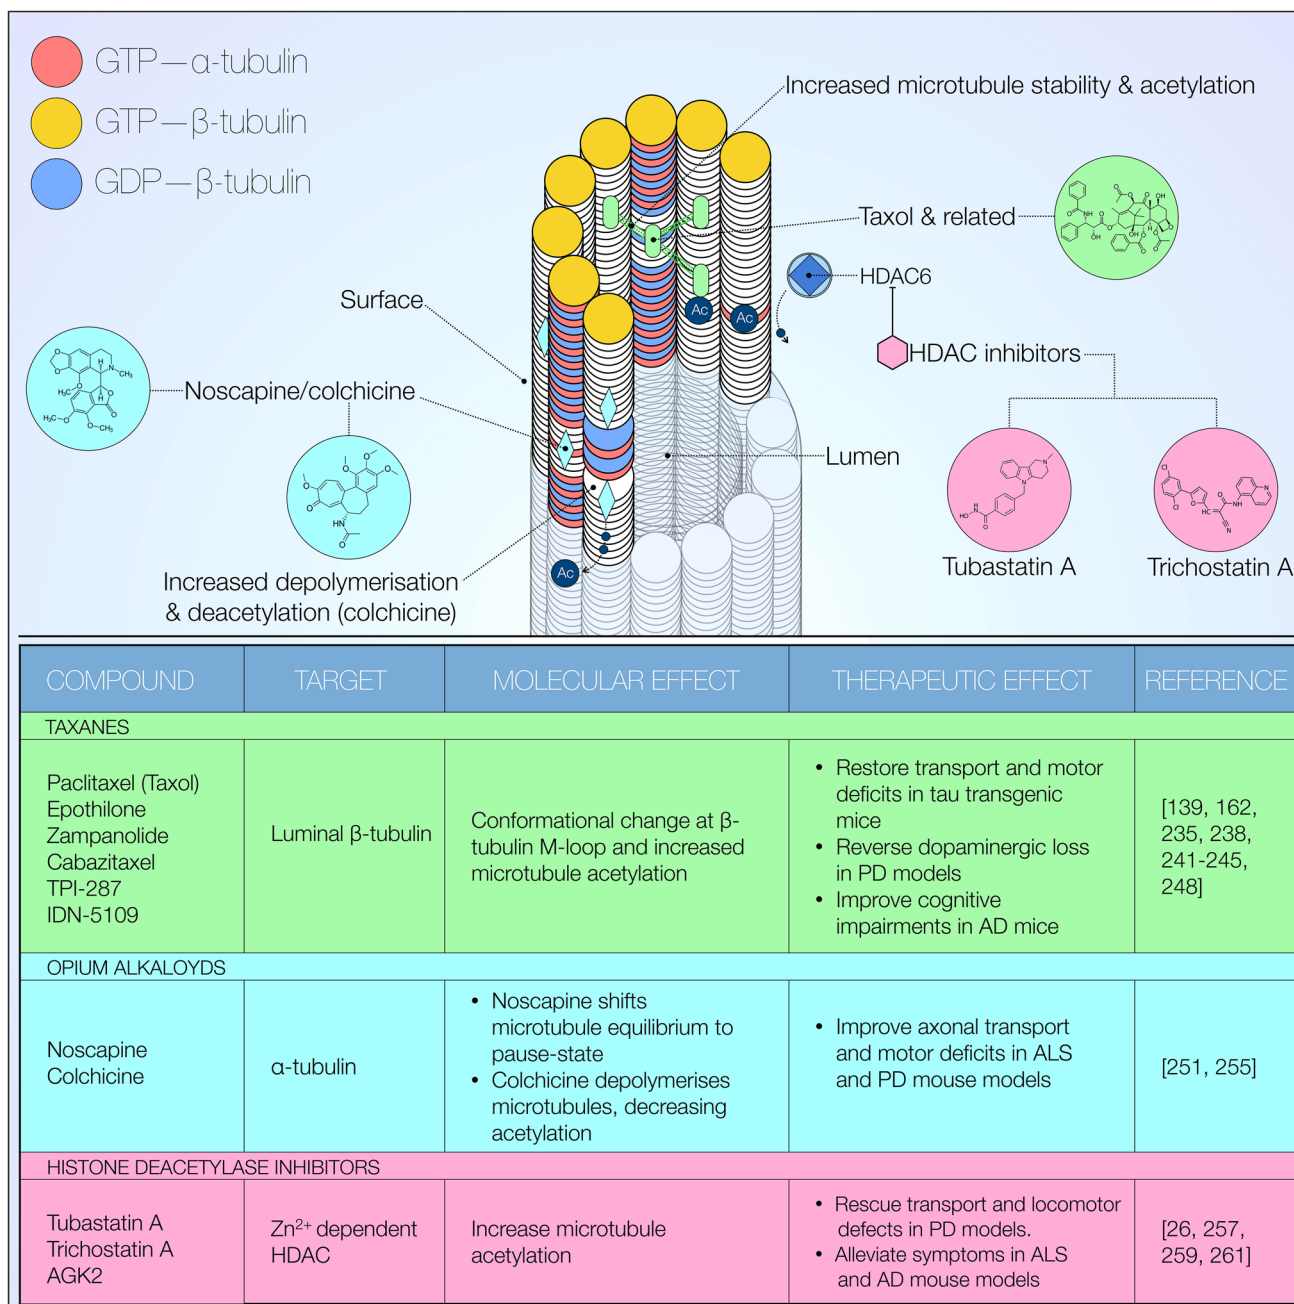 GTP—α-tubulin
GTP—β-tubulin
GDP—β-tubulin
Increased microtubule stability & acetylation
Taxol & related
HDAC6
Surface
HDAC inhibitors
Noscapine/colchicine
Lumen
Ac
Ac
Ac
Increased depolymerisation
& deacetylation (colchicine)
Tubastatin A
Trichostatin A
COMPOUND
TARGET
MOLECULAR EFFECT
THERAPEUTIC EFFECT
REFERENCE
TAXANES
Paclitaxel (Taxol)
Epothilone
Zampanolide
Cabazitaxel
TPI-287
IDN-5109
Luminal β-tubulin
Conformational change at β-
tubulin M-loop and increased
microtubule acetylation
• Restore transport and motor
deficits in tau transgenic
mice
• Reverse dopaminergic loss
in PD models
• Improve cognitive
impairments in AD mice
[139, 162,
235, 238,
241-245,
248]
OPIUM ALKALOYDS
Noscapine
Colchicine
α-tubulin
• Noscapine shifts
microtubule equilibrium to
pause-state
• Colchicine depolymerises
microtubules, decreasing
acetylation
• Improve axonal transport
and motor deficits in ALS
and PD mouse models
[251, 255]
HISTONE DEACETYLASE INHIBITORS
Tubastatin A
Trichostatin A
AGK2
Zn²⁺ dependent
HDAC
Increase microtubule
acetylation
• Rescue transport and locomotor
defects in PD models.
• Alleviate symptoms in ALS
and AD mouse models
[26, 257,
259, 261]